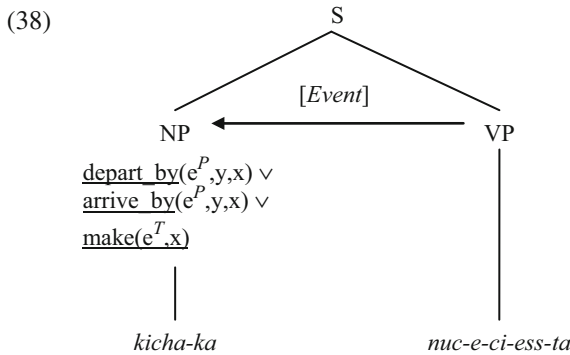 (38)
S
[Event]
NP
VP
depart_by(e^P,y,x) ∨
arrive_by(e^P,y,x) ∨
make(e^T,x)
kicha-ka
nuc-e-ci-ess-ta